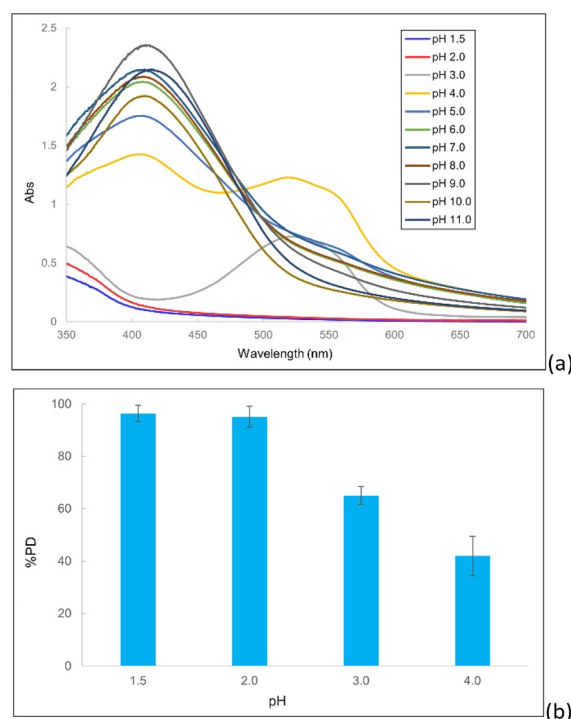 2.5
2
1.5
1
0.5
0
Abs
350 400 450 500 550 600 650 700
Wavelength (nm)
pH 1.5
pH 2.0
pH 3.0
pH 4.0
pH 5.0
pH 6.0
pH 7.0
pH 8.0
pH 9.0
pH 10.0
pH 11.0
(a)
100
80
60
40
20
0
%PD
1.5 2.0 3.0 4.0
pH
(b)